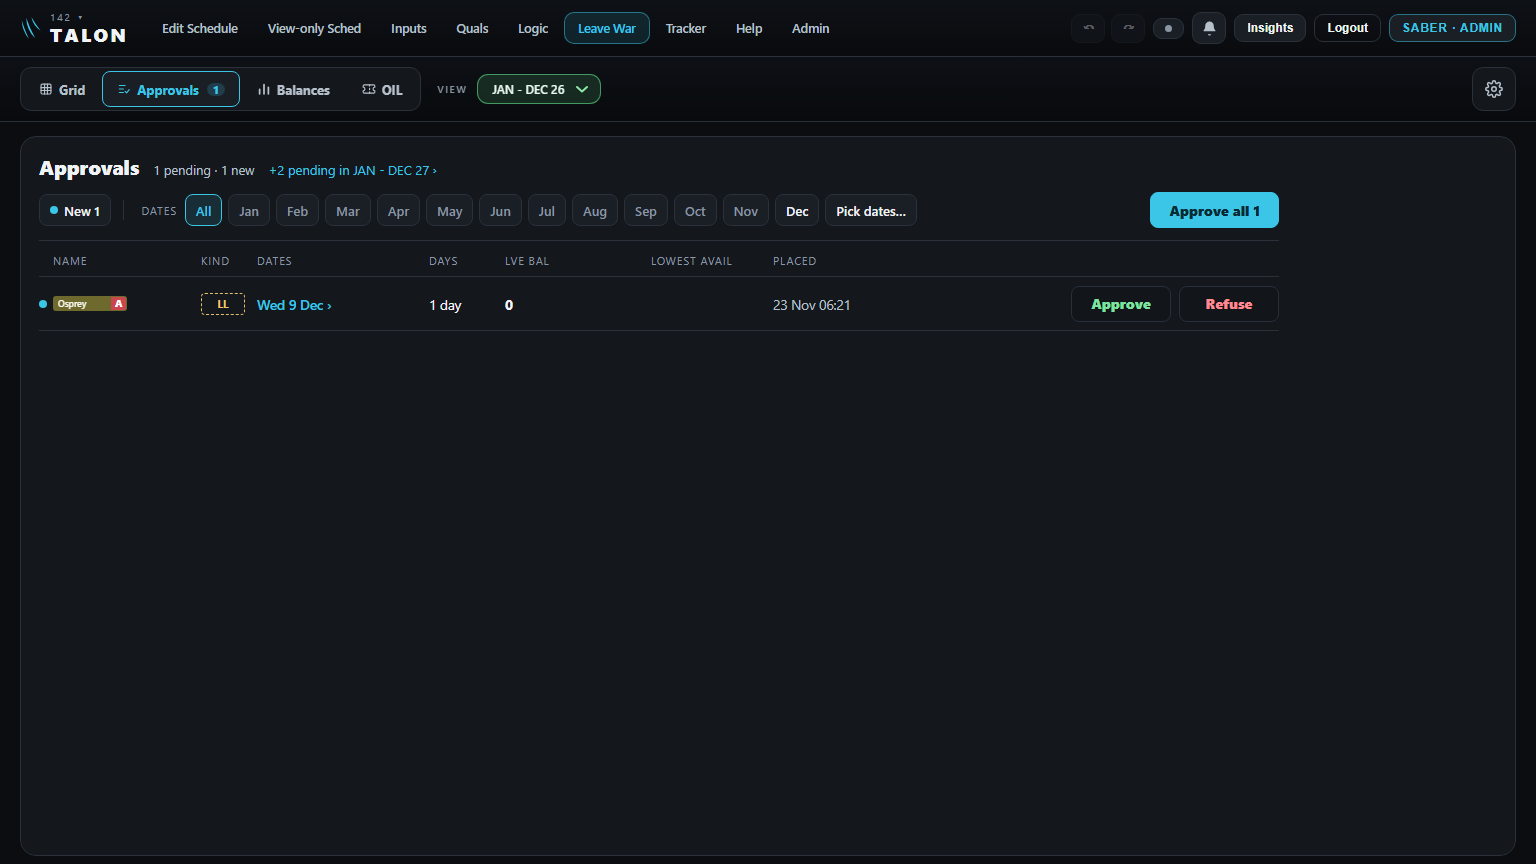 142 ▾
TALON
Edit Schedule
View-only Sched
Inputs
Quals
Logic
Leave War
Tracker
Help
Admin
Insights
Logout
SABER · ADMIN
Grid
Approvals 1
Balances
OIL
VIEW
JAN - DEC 26
Approvals 1 pending · 1 new +2 pending in JAN - DEC 27 ›
New 1
DATES
All
Jan
Feb
Mar
Apr
May
Jun
Jul
Aug
Sep
Oct
Nov
Dec
Pick dates...
Approve all 1
NAME KIND DATES DAYS LVE BAL LOWEST AVAIL PLACED
Osprey A LL Wed 9 Dec › 1 day 0 23 Nov 06:21 Approve Refuse